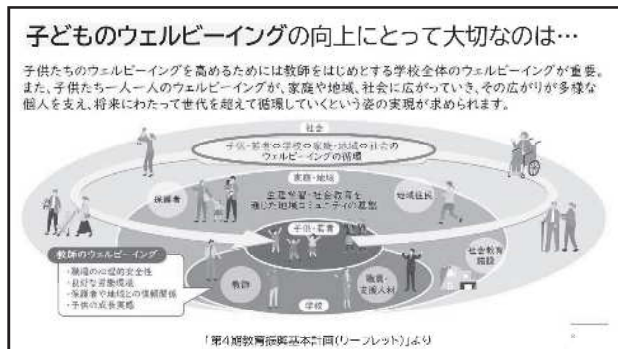 子どものウェルビーイングの向上にとって大切なのは…
子供たちのウェルビーイングを高めるためには教師をはじめとする学校全体のウェルビーイングが重要。
また、子供たち一人一人のウェルビーイングが、家庭や地域、社会に広がっていき、その広がりが多様な
個人を支え、将来にわたって世代を超えて循環していくという姿の実現が求められます。
社会
子供・若者⇔学校⇔家庭・地域⇔社会の
ウェルビーイングの循環
家庭・地域
保護者
生涯学習・社会教育を
通じた地域コミュニティの基盤
地域住民
子供・若者
教師のウェルビーイング
・職場の心理的安全性
・良好な労働環境
・保護者や地域との信頼関係
・子供の成長実感
教師
職員・
支援人材
社会教育
施設
学校
「第4期教育振興基本計画(リーフレット)」より